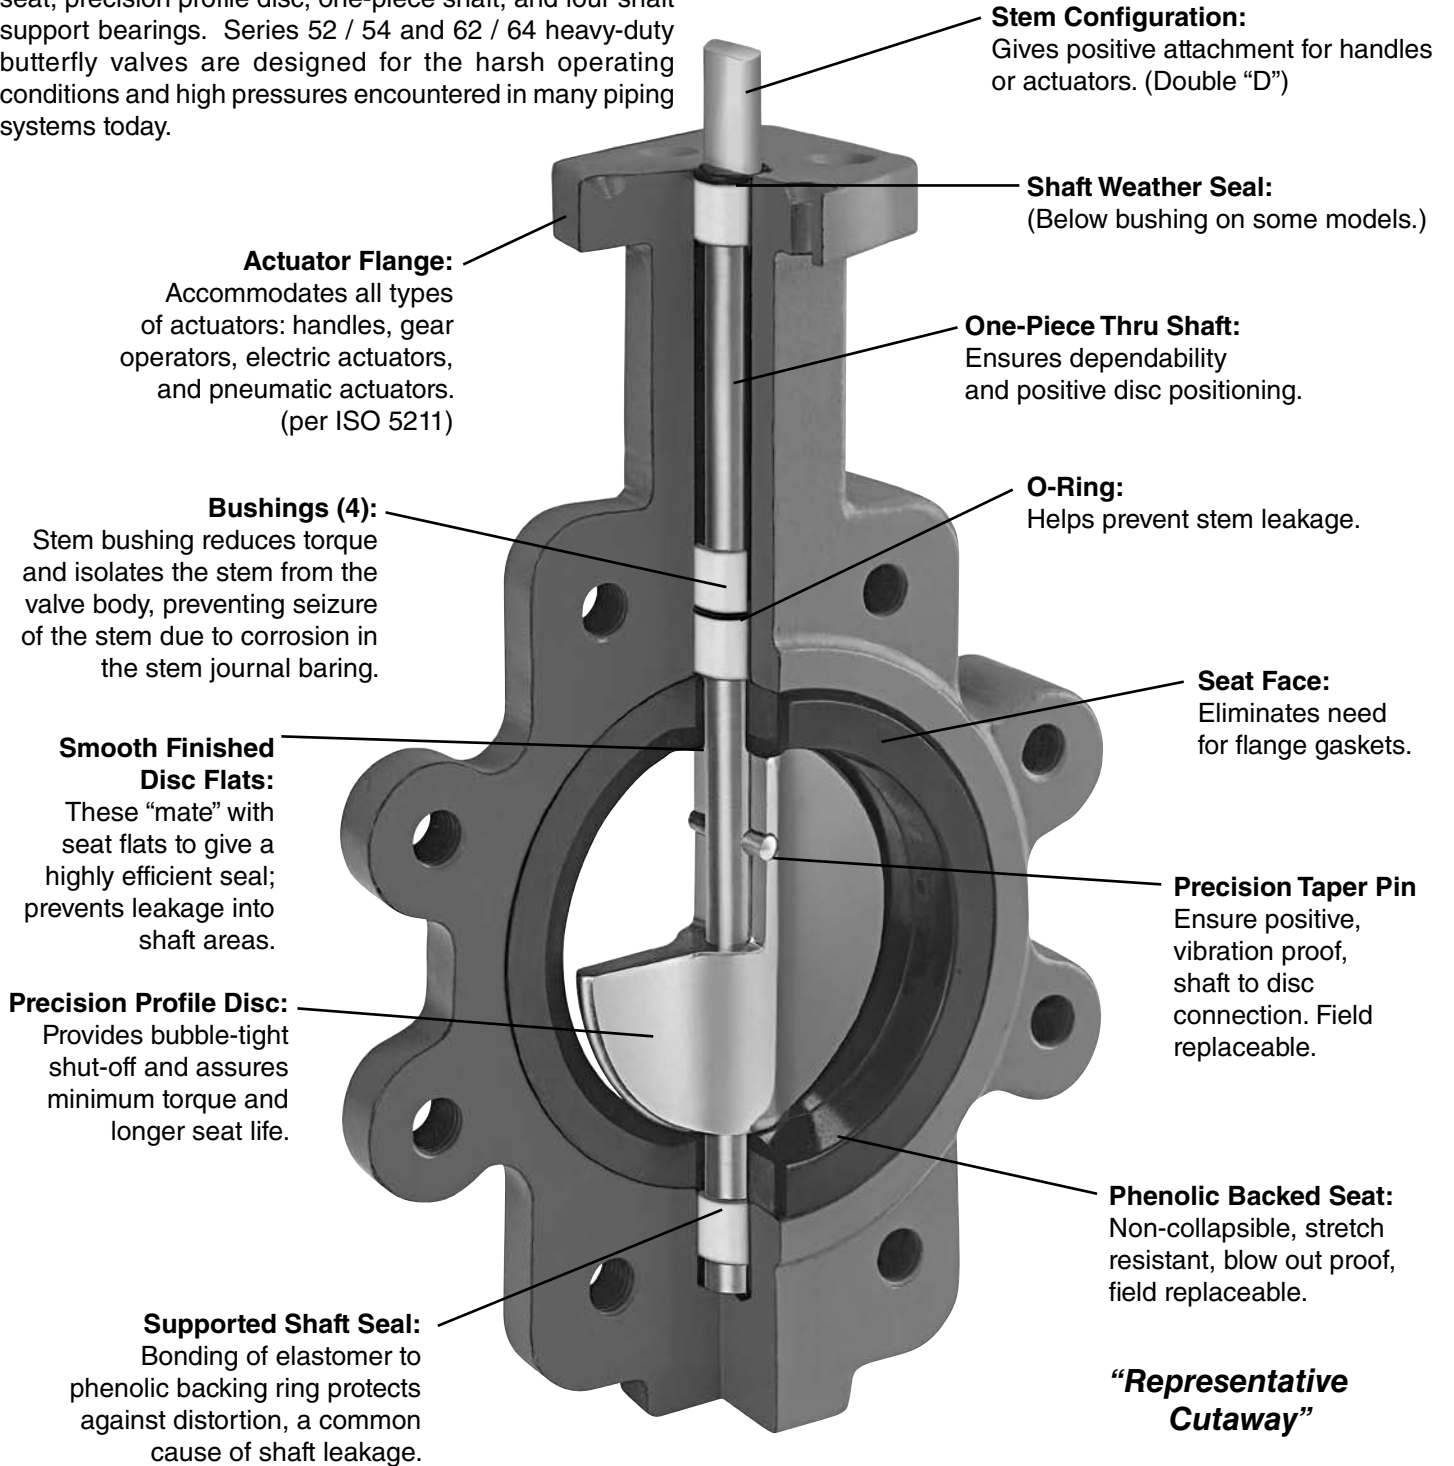 seat, precision profile disc, one-piece shaft, and four shaft
support bearings. Series 52 / 54 and 62 / 64 heavy-duty
butterfly valves are designed for the harsh operating
conditions and high pressures encountered in many piping
systems today.
Stem Configuration:
Gives positive attachment for handles
or actuators. (Double “D”)
Shaft Weather Seal:
(Below bushing on some models.)
Actuator Flange:
Accommodates all types
of actuators: handles, gear
operators, electric actuators,
and pneumatic actuators.
(per ISO 5211)
One-Piece Thru Shaft:
Ensures dependability
and positive disc positioning.
O-Ring:
Helps prevent stem leakage.
Bushings (4):
Stem bushing reduces torque
and isolates the stem from the
valve body, preventing seizure
of the stem due to corrosion in
the stem journal baring.
Seat Face:
Eliminates need
for flange gaskets.
Smooth Finished
Disc Flats:
These “mate” with
seat flats to give a
highly efficient seal;
prevents leakage into
shaft areas.
Precision Taper Pin
Ensure positive,
vibration proof,
shaft to disc
connection. Field
replaceable.
Precision Profile Disc:
Provides bubble-tight
shut-off and assures
minimum torque and
longer seat life.
Phenolic Backed Seat:
Non-collapsible, stretch
resistant, blow out proof,
field replaceable.
Supported Shaft Seal:
Bonding of elastomer to
phenolic backing ring protects
against distortion, a common
cause of shaft leakage.
“Representative
Cutaway”